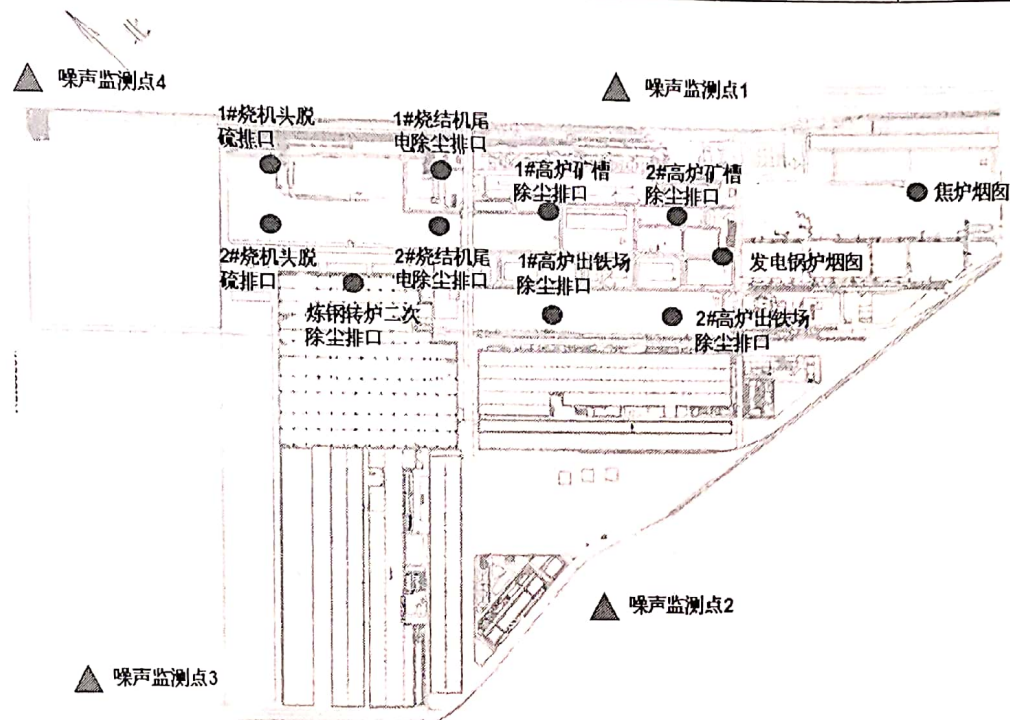 北
噪声监测点4
噪声监测点1
1#烧机头脱
硫排口
1#烧结机尾
电除尘排口
1#高炉矿槽
除尘排口
2#高炉矿槽
除尘排口
焦炉烟囱
2#烧机头脱
硫排口
2#烧结机尾
电除尘排口
1#高炉出铁场
除尘排口
发电锅炉烟囱
炼钢转炉二次
除尘排口
2#高炉出铁场
除尘排口
噪声监测点2
噪声监测点3